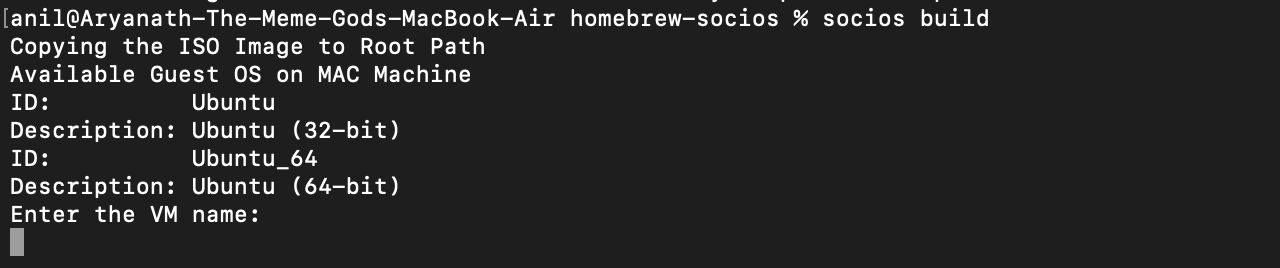 [anil@Aryanath-The-Meme-Gods-MacBook-Air homebrew-socios % socios build
Copying the ISO Image to Root Path
Available Guest OS on MAC Machine
ID:          Ubuntu
Description: Ubuntu (32-bit)
ID:          Ubuntu_64
Description: Ubuntu (64-bit)
Enter the VM name: